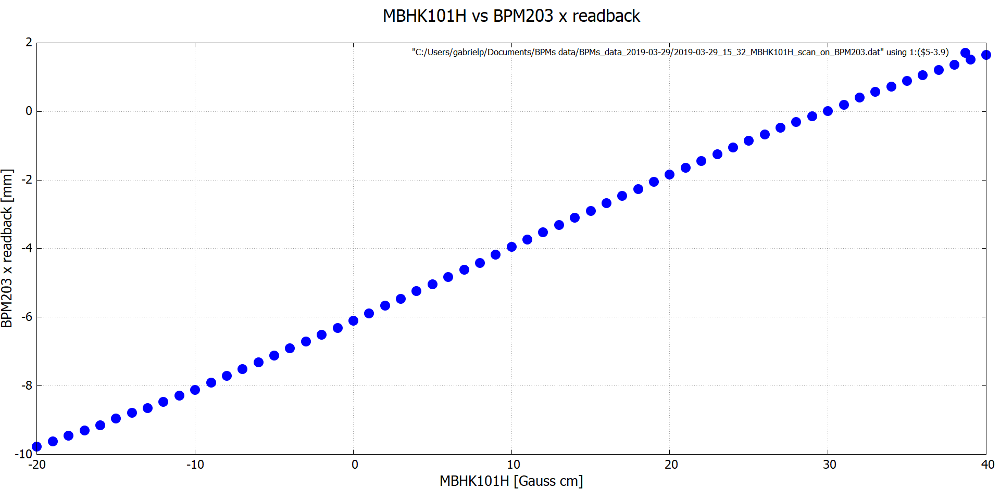 MBHK101H vs BPM203 x readback
"C:/Users/gabrielp/Documents/BPMs data/BPMs_data_2019-03-29/2019-03-29_15_32_MBHK101H_scan_on_BPM203.dat" using 1:($5-3.9)
2
0
-2
-4
-6
-8
-10
BPM203 x readback [mm]
-20 -10 0 10 20 30 40
MBHK101H [Gauss cm]